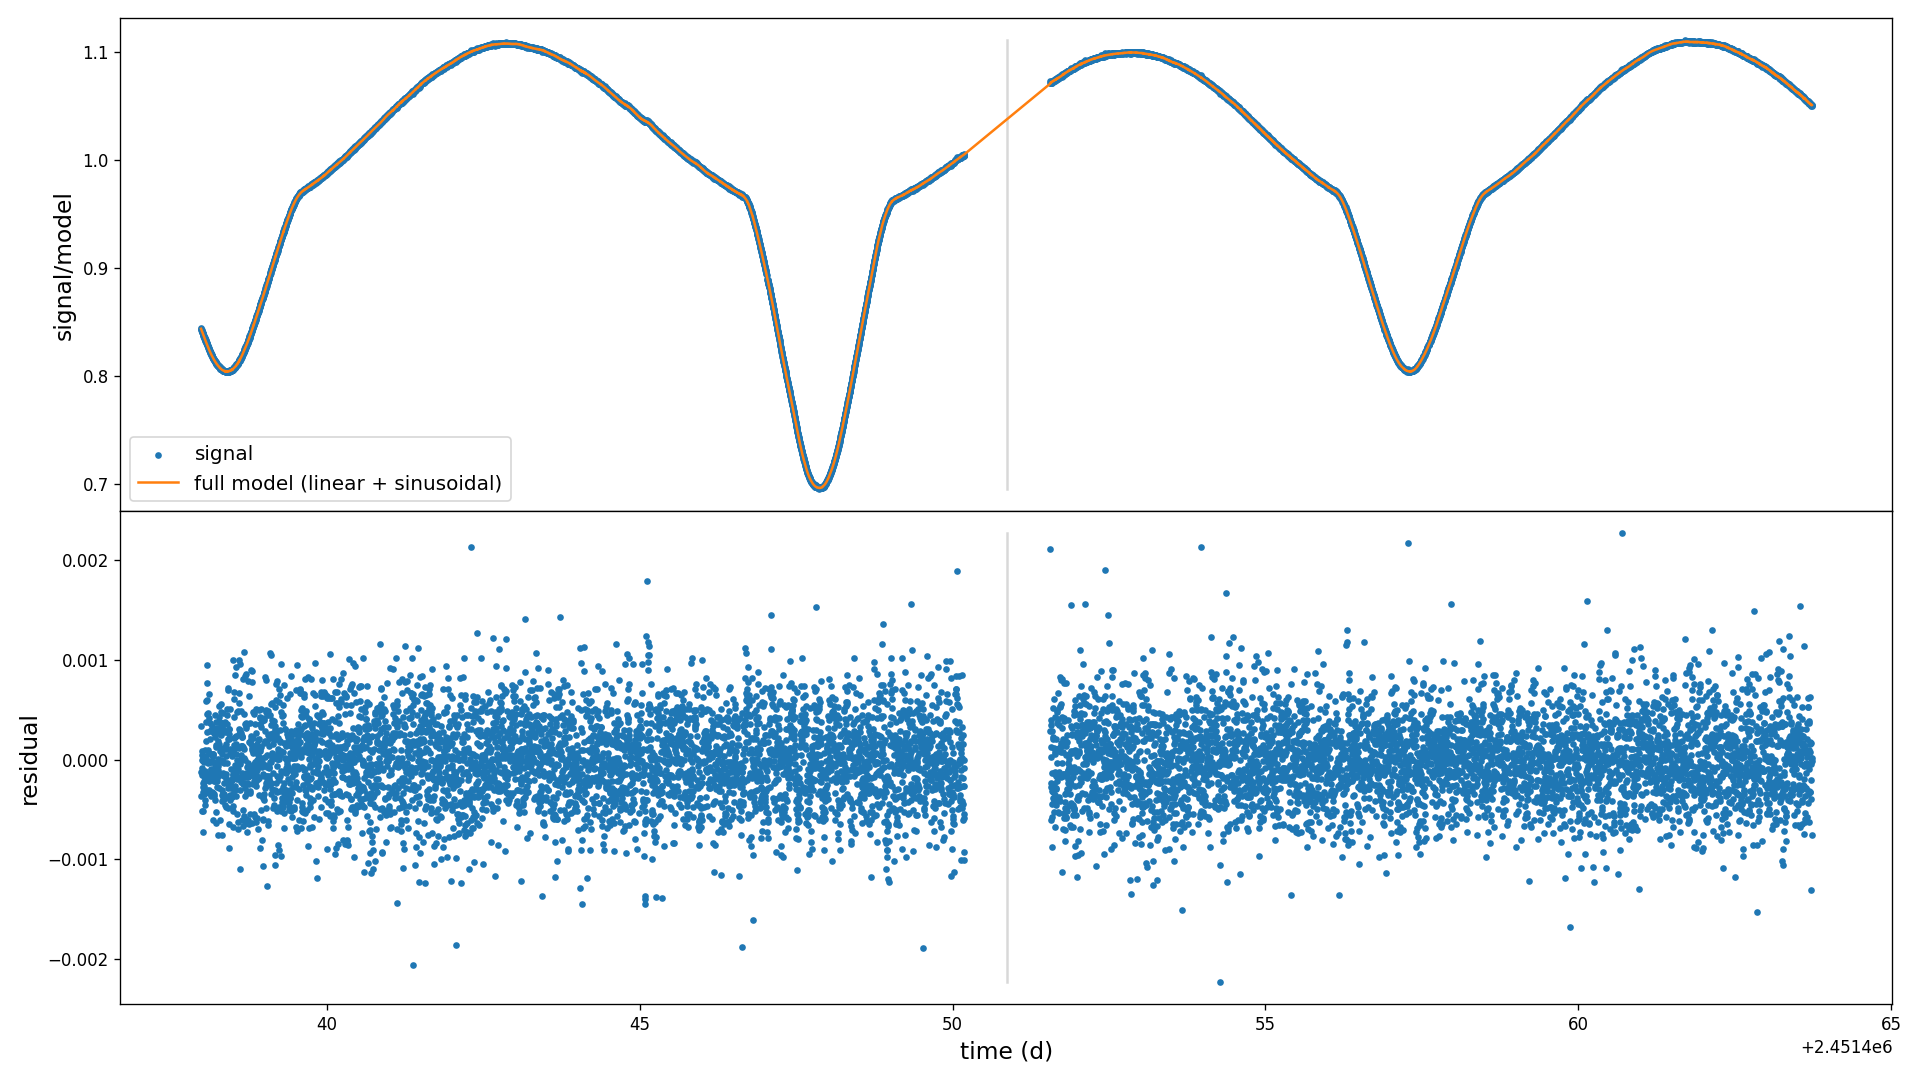 1.1
1.0
0.9
0.8
0.7
signal/model
signal
full model (linear + sinusoidal)
0.002
0.001
0.000
−0.001
−0.002
residual
40 45 50 55 60 65
time (d)
+2.4514e6